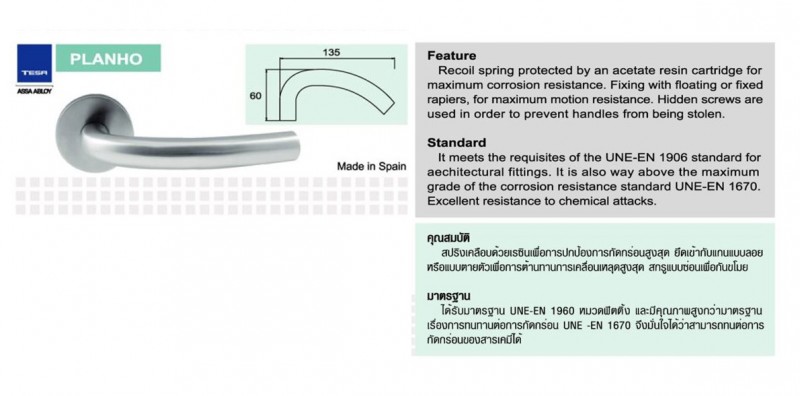 TESA
ASSA ABLOY
PLANHO
135
60
Made in Spain
Feature
Recoil spring protected by an acetate resin cartridge for
maximum corrosion resistance. Fixing with floating or fixed
rapiers, for maximum motion resistance. Hidden screws are
used in order to prevent handles from being stolen.
Standard
It meets the requisites of the UNE-EN 1906 standard for
aechitectural fittings. It is also way above the maximum
grade of the corrosion resistance standard UNE-EN 1670.
Excellent resistance to chemical attacks.
คุณสมบัติ
สปริงเคลือบด้วยเรซินเพื่อการปกป้องการกัดกร่อนสูงสุด ยึดเข้ากับแกนแบบลอย
หรือแบบตายตัวเพื่อการต้านทานการเคลื่อนเหลุดสูงสุด สกรูแบบซ่อนเพื่อกันขโมย
มาตรฐาน
ได้รับมาตรฐาน UNE-EN 1960 หมวดฟิตติ้ง และมีคุณภาพสูงกว่ามาตรฐาน
เรื่องการทนทานต่อการกัดกร่อน UNE -EN 1670 จึงมั่นใจได้ว่าสามารถทนต่อการ
กัดกร่อนของสารเคมีได้